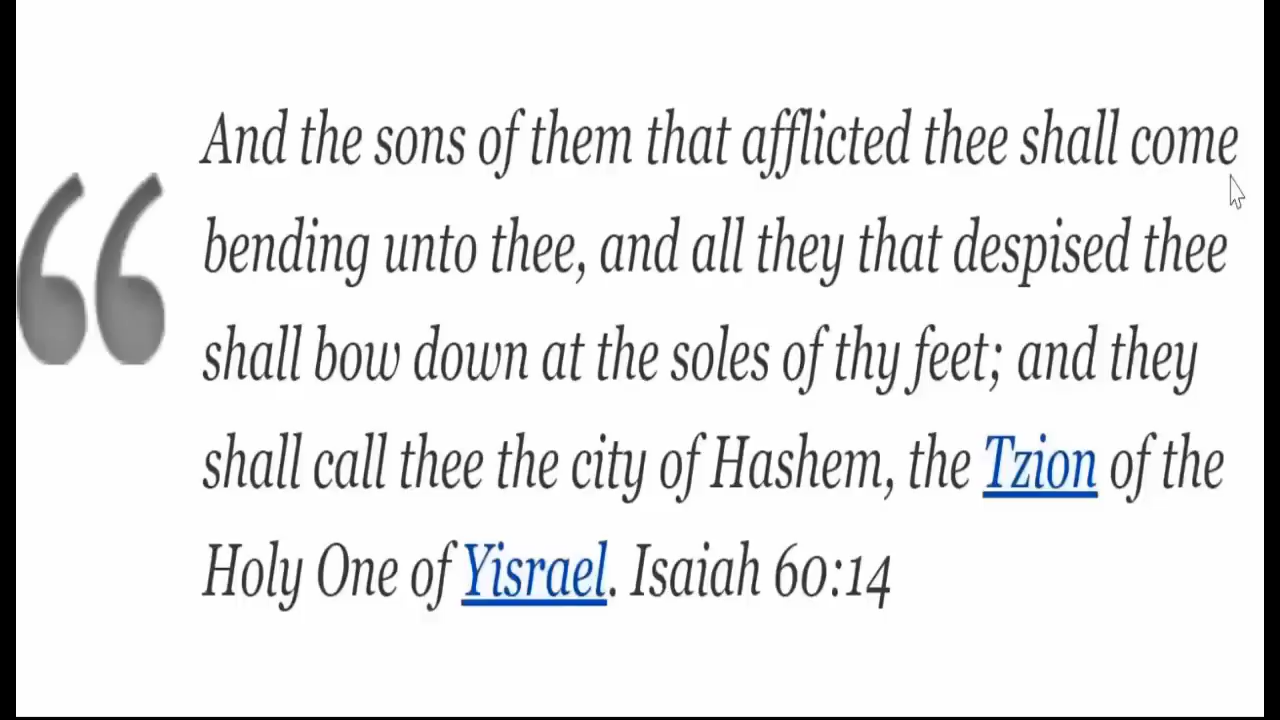 “
And the sons of them that afflicted thee shall come
bending unto thee, and all they that despised thee
shall bow down at the soles of thy feet; and they
shall call thee the city of Hashem, the Tzion of the
Holy One of Yisrael. Isaiah 60:14